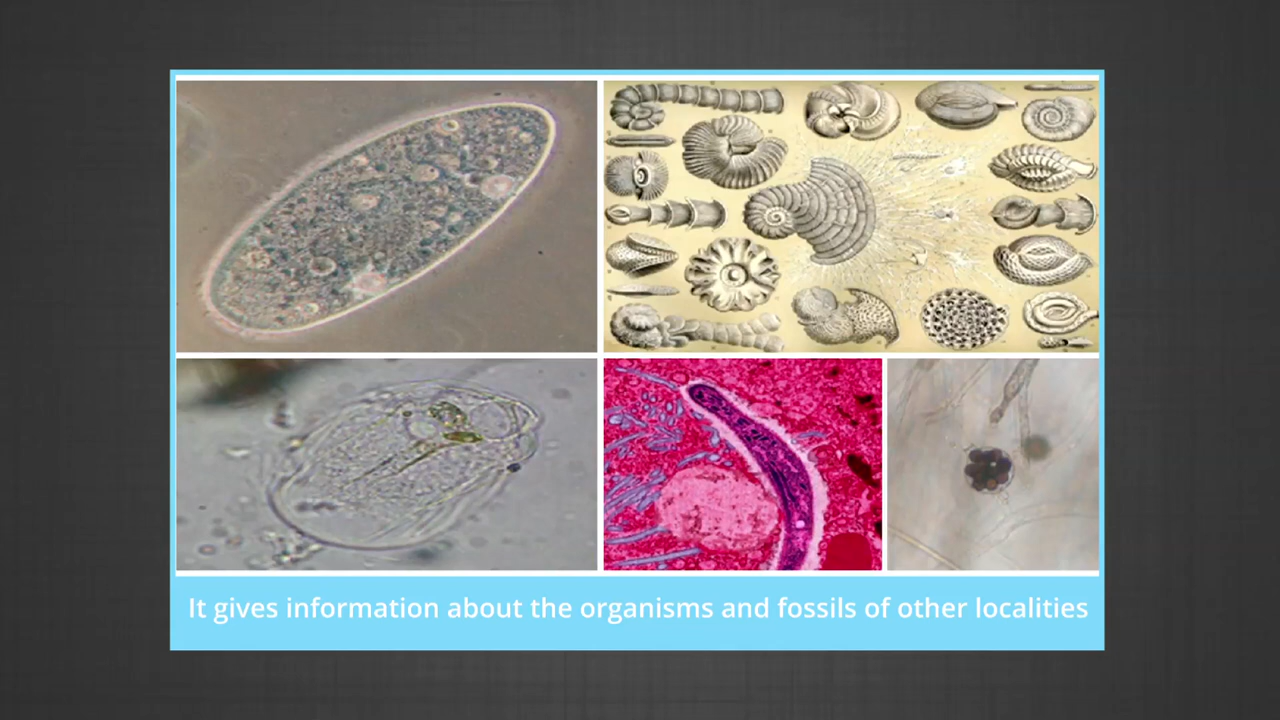 It gives information about the organisms and fossils of other localities